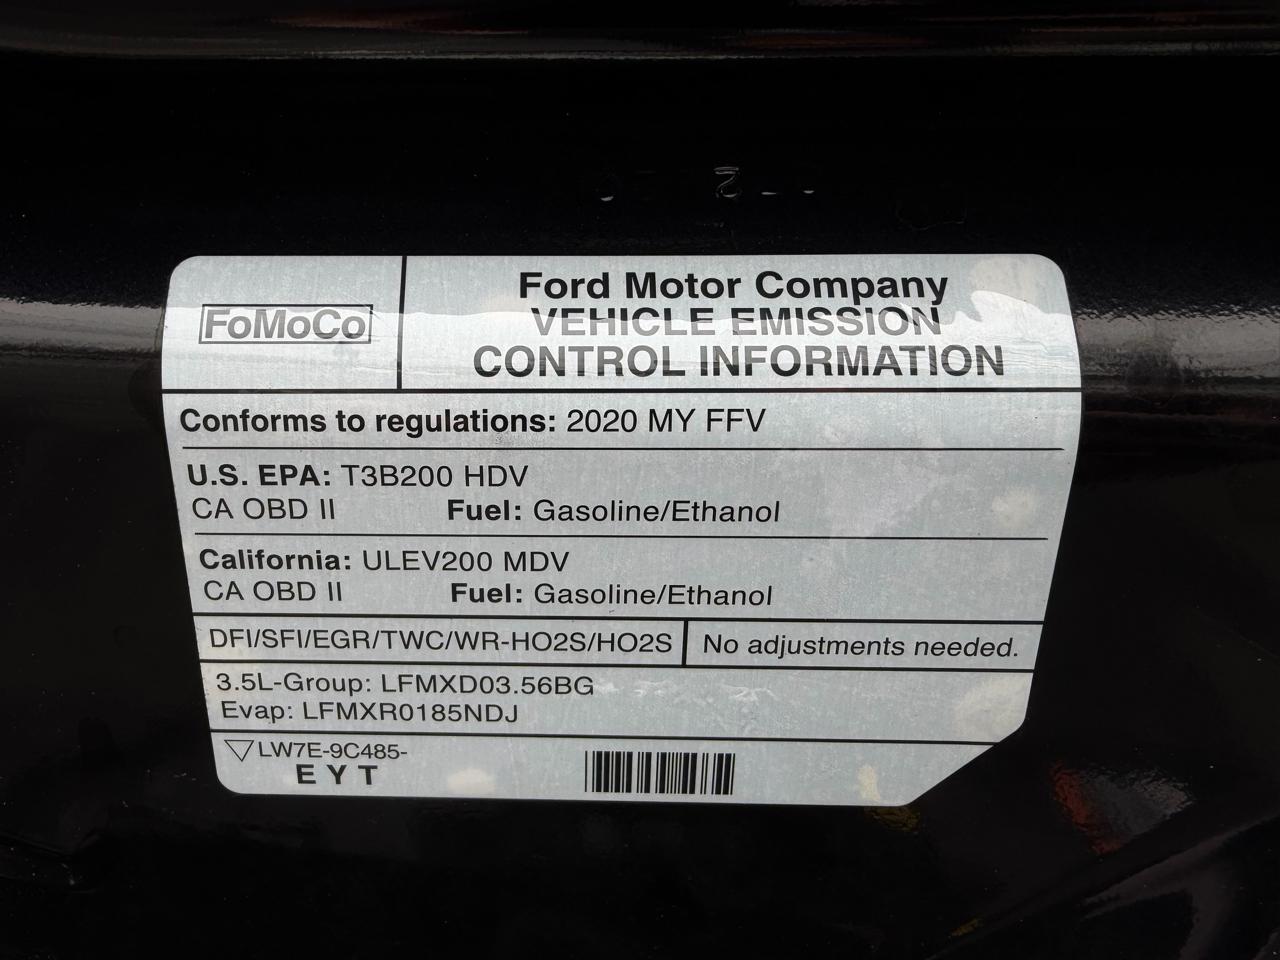 FoMoCo
Ford Motor Company
VEHICLE EMISSION
CONTROL INFORMATION
Conforms to regulations: 2020 MY FFV
U.S. EPA: T3B200 HDV
CA OBD II Fuel: Gasoline/Ethanol
California: ULEV200 MDV
CA OBD II Fuel: Gasoline/Ethanol
DFI/SFI/EGR/TWC/WR-HO2S/HO2S No adjustments needed.
3.5L-Group: LFMXD03.56BG
Evap: LFMXR0185NDJ
LW7E-9C485-
EYT